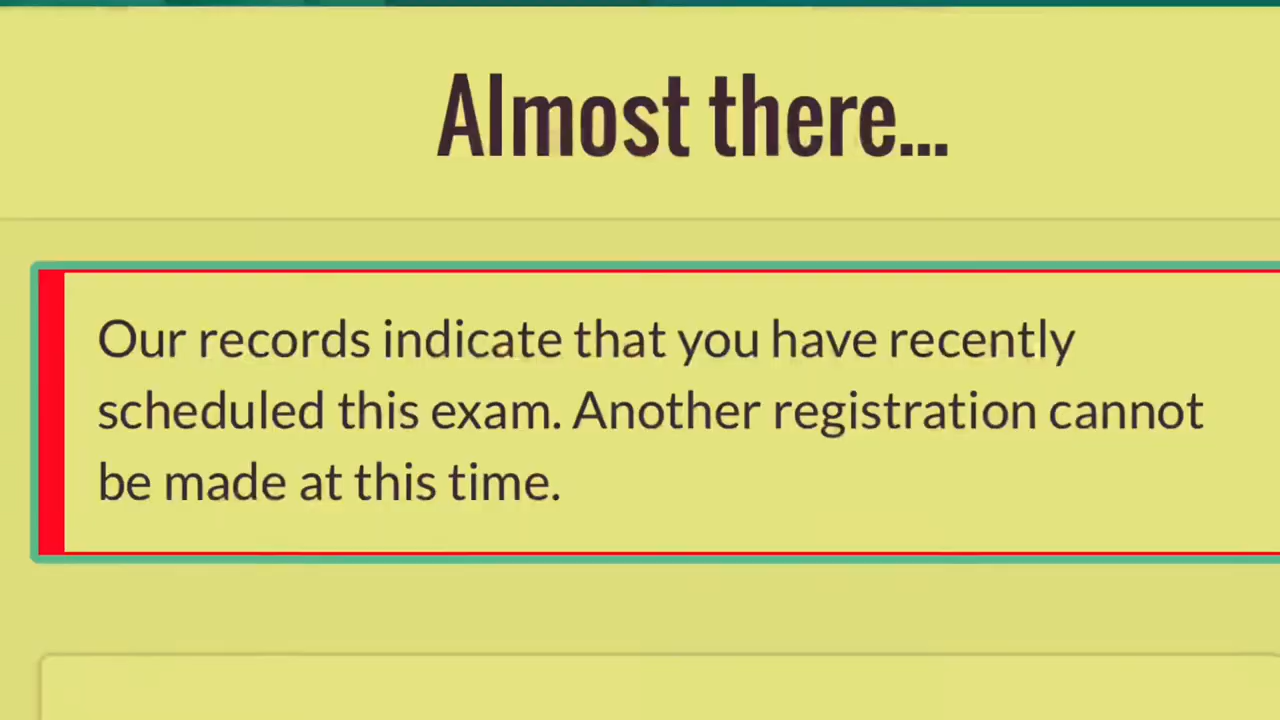 Almost there...
Our records indicate that you have recently
scheduled this exam. Another registration cannot
be made at this time.